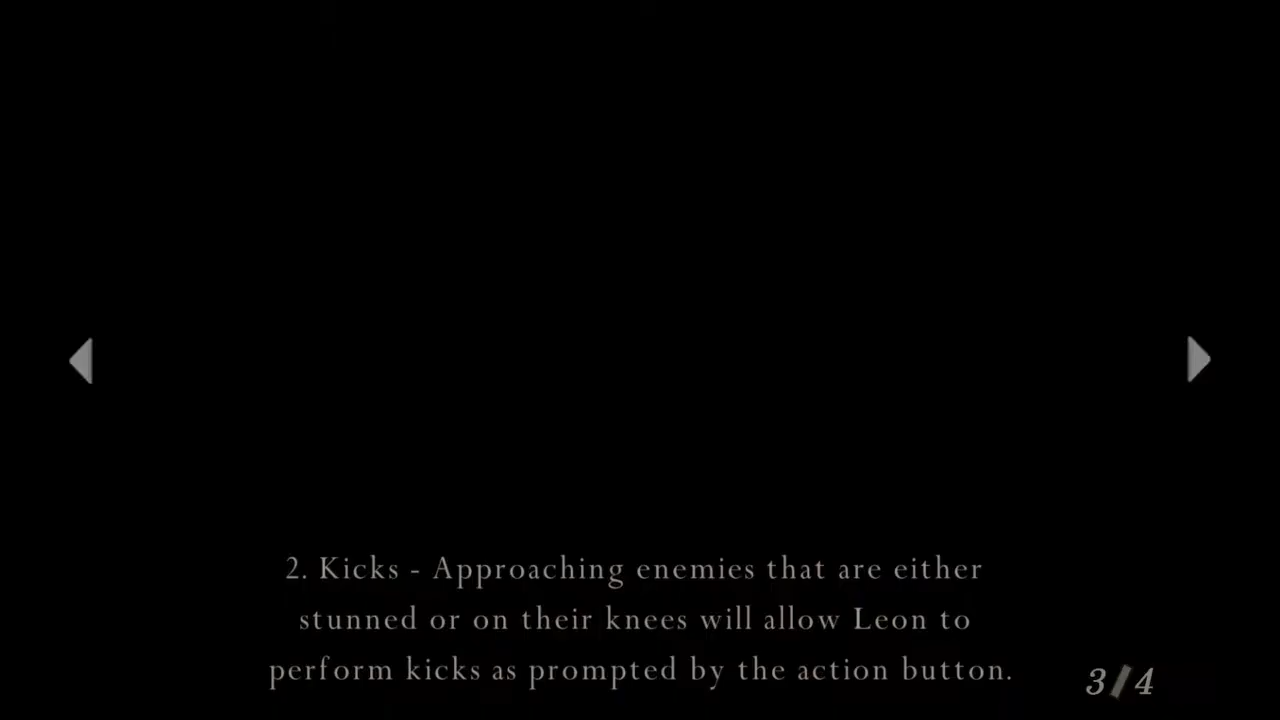 2. Kicks - Approaching enemies that are either
stunned or on their knees will allow Leon to
perform kicks as prompted by the action button.
3/4